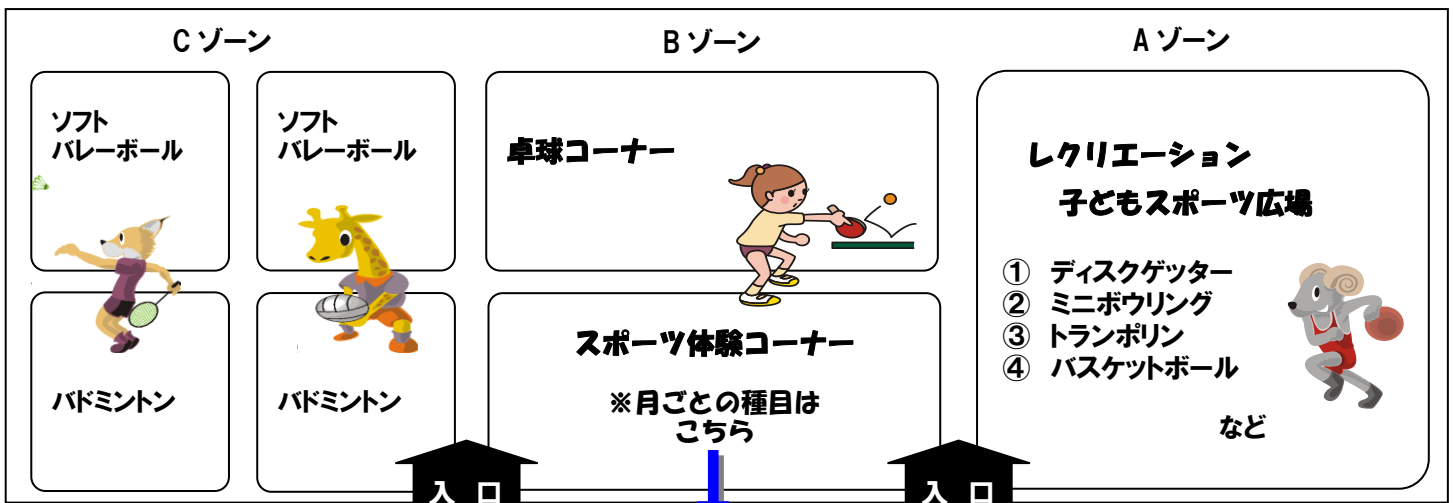 Cゾーン
Bゾーン
Aゾーン
ソフト
バレーボール
ソフト
バレーボール
バドミントン
バドミントン
卓球コーナー
スポーツ体験コーナー
※月ごとの種目は
こちら
レクリエーション
子どもスポーツ広場
① ディスクゲッター
② ミニボウリング
③ トランポリン
④ バスケットボール
など
入口
入口